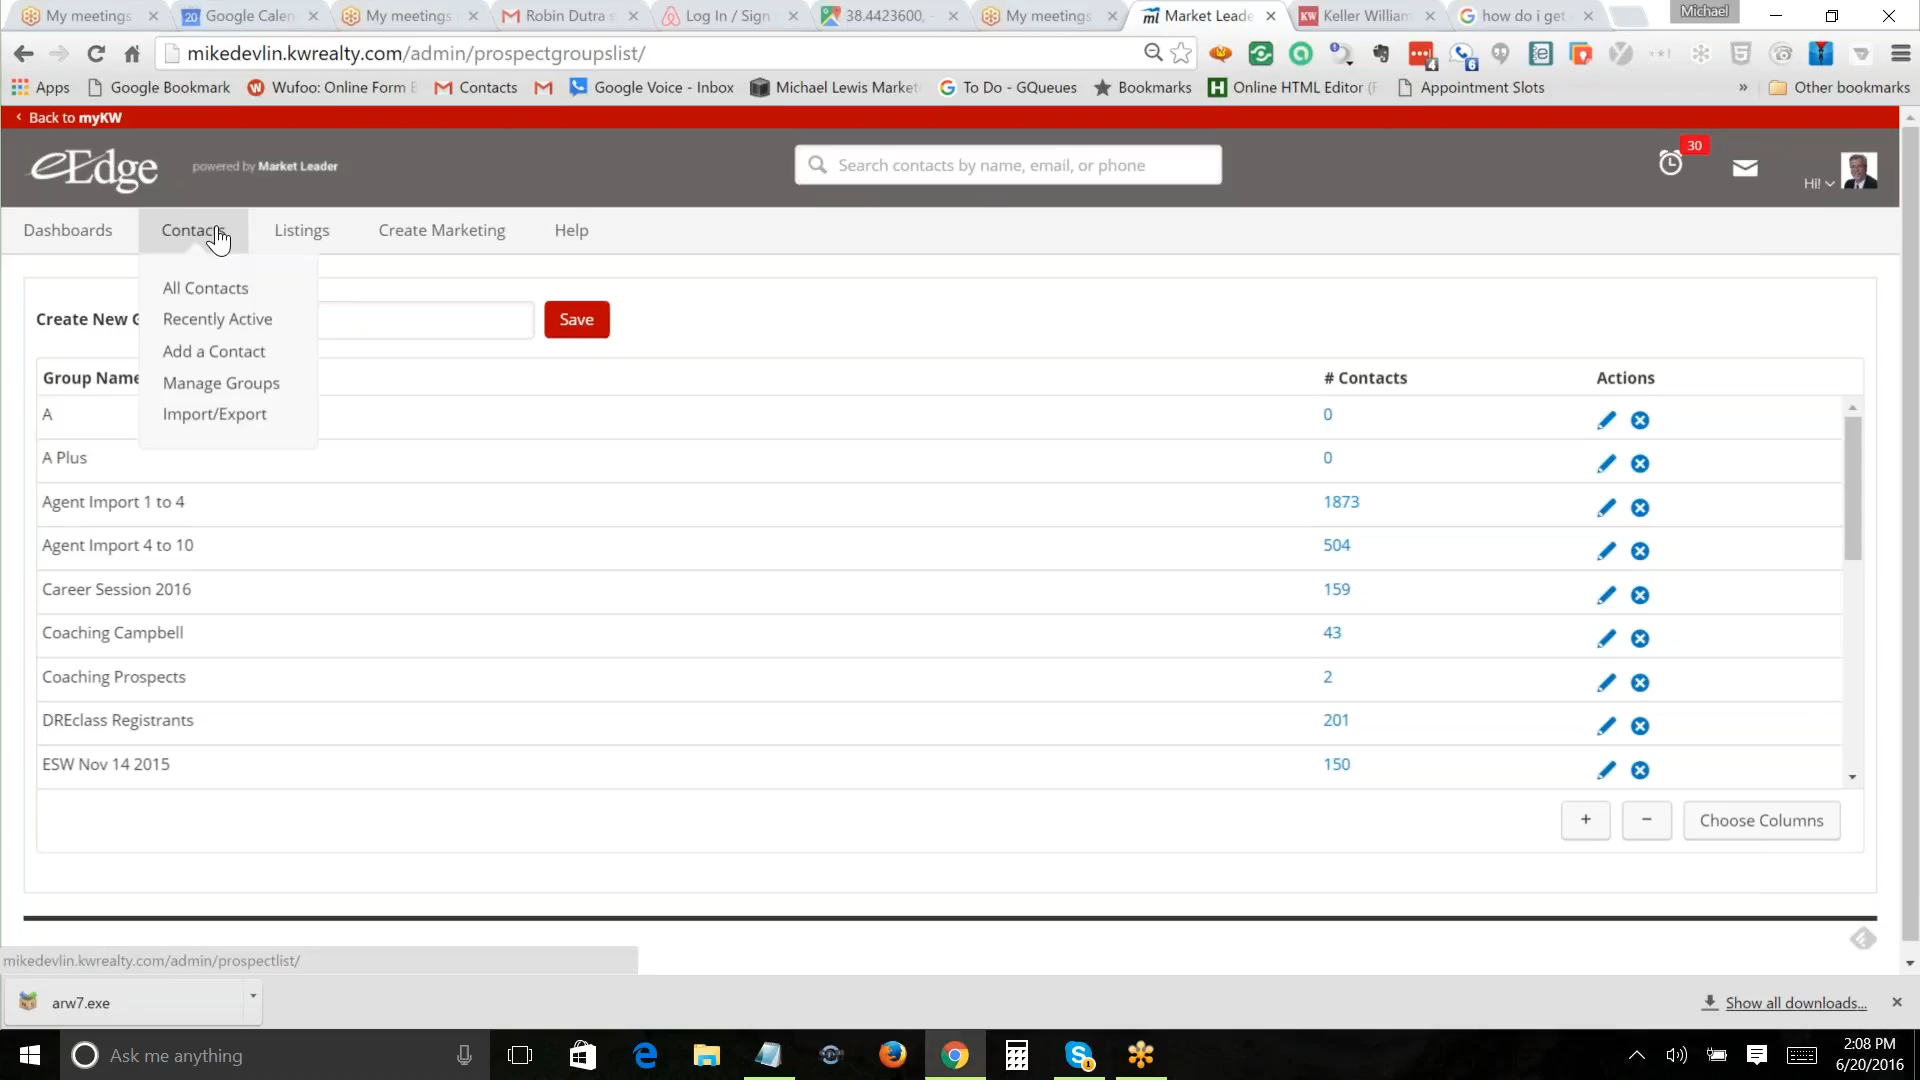 My meetings
Google Calen
My meetings
Robin Dutra
Log In / Sign
38.4423600, -
My meetings
Market Leade
Keller William
how do i get
Michael
mikedevlin.kwrealty.com/admin/prospectgroupslist/
Apps
Google Bookmark
Wufoo: Online Form
Contacts
Google Voice - Inbox
Michael Lewis Market
To Do - GQueues
Bookmarks
Online HTML Editor
Appointment Slots
»
Other bookmarks
‹ Back to myKW
eEdge
powered by Market Leader
Search contacts by name, email, or phone
30
Hi!
Dashboards
Contacts
Listings
Create Marketing
Help
All Contacts
Recently Active
Add a Contact
Manage Groups
Import/Export
Create New G
Save
Group Name
# Contacts
Actions
A
0
A Plus
0
Agent Import 1 to 4
1873
Agent Import 4 to 10
504
Career Session 2016
159
Coaching Campbell
43
Coaching Prospects
2
DREclass Registrants
201
ESW Nov 14 2015
150
+
−
Choose Columns
mikedevlin.kwrealty.com/admin/prospectlist/
arw7.exe
Show all downloads...
Ask me anything
2:08 PM
6/20/2016